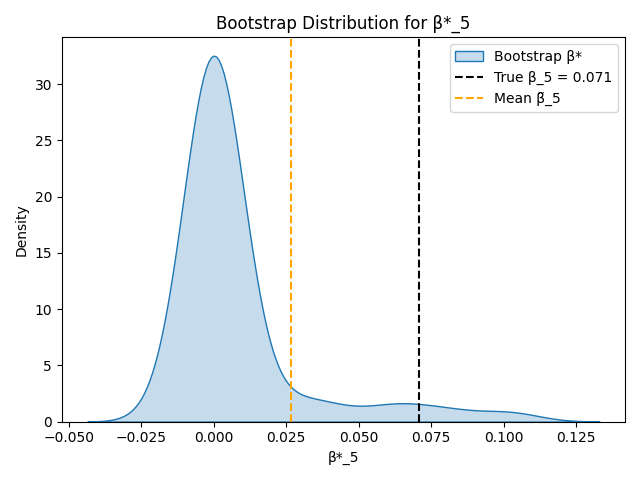 Bootstrap Distribution for β*_5
Density
30
25
20
15
10
5
0
−0.050
−0.025
0.000
0.025
0.050
0.075
0.100
0.125
β*_5
Bootstrap β*
True β_5 = 0.071
Mean β̄_5